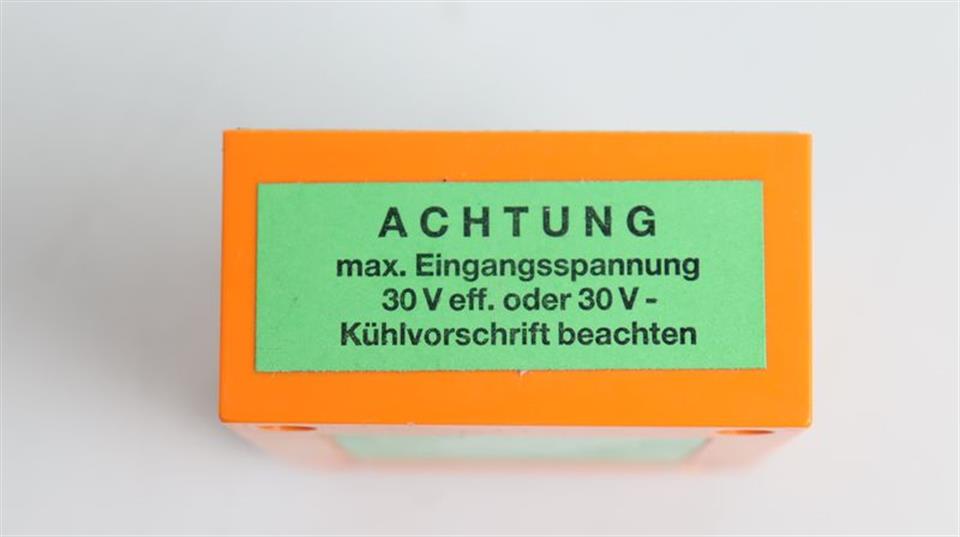 ACHTUNG
max. Eingangsspannung
30 V eff. oder 30 V -
Kühlvorschrift beachten